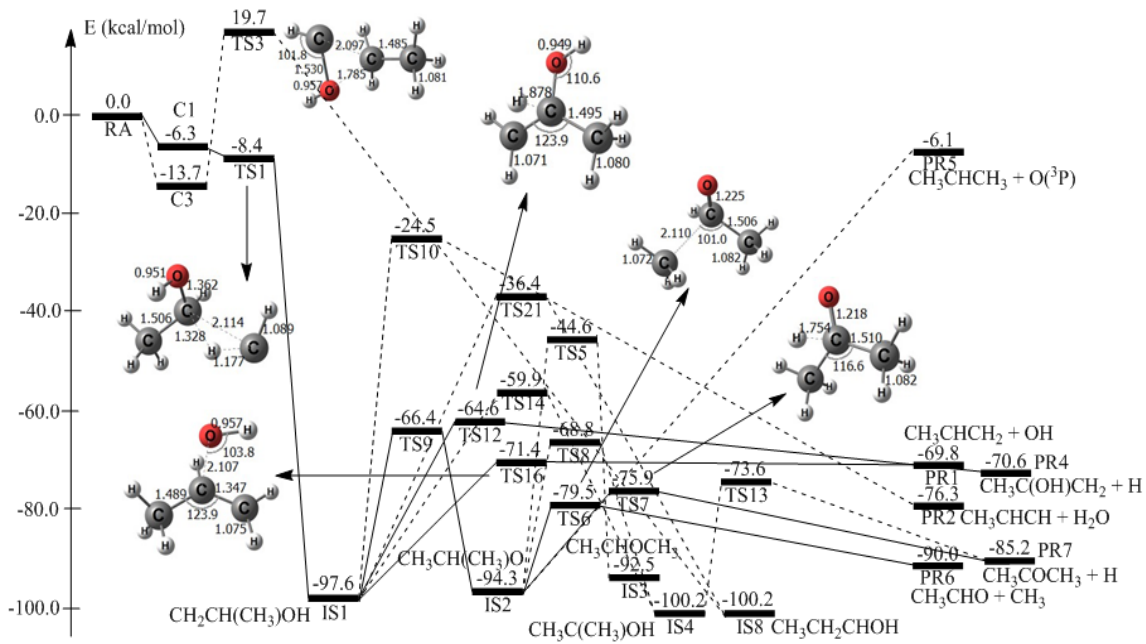 E (kcal/mol)
0.0
-20.0
-40.0
-60.0
-80.0
-100.0
0.0
RA
C1
-6.3
-13.7
C3
-8.4
TS1
19.7
TS3
H
C
101.8
1.530
0.957
H
O
2.097
1.785
C
1.485
C
1.081
H
H
H
H
H
0.949
O
H
110.6
1.878
H
C
1.495
123.9
C
C
1.071
1.080
H
H
H
H
H
O
1.225
H
C
1.506
2.110
101.0
1.072
C
1.082
C
H
H
H
H
H
H
O
1.218
1.754
H
C
1.510
116.6
C
C
1.082
H
H
H
H
H
H
0.951
O
1.362
H
H
C
1.506
2.114
1.328
C
H
1.177
C
1.089
H
H
H
H
0.957
O
H
103.8
H
2.107
1.489
C
1.347
123.9
C
C
1.075
H
H
H
H
H
-24.5
TS10
-36.4
TS21
-44.6
TS5
-59.9
TS14
-64.6
TS12
-66.4
TS9
-68.8
TS8
-71.4
TS16
-75.9
TS7
-79.5
TS6
-73.6
TS13
-97.6
IS1
CH₂CH(CH₃)OH
CH₃CH(CH₃)O
-94.3
IS2
CH₃CHOCH₃
-92.5
IS3
-100.2
IS4
CH₃C(CH₃)OH
-100.2
IS8
CH₃CH₂CHOH
-6.1
PR5
CH₃CHCH₃ + O(³P)
CH₃CHCH₂ + OH
-69.8
PR1
-70.6 PR4
CH₃C(OH)CH₂ + H
-76.3
PR2 CH₃CHCH + H₂O
-90.0
PR6
-85.2 PR7
CH₃COCH₃ + H
CH₃CHO + CH₃